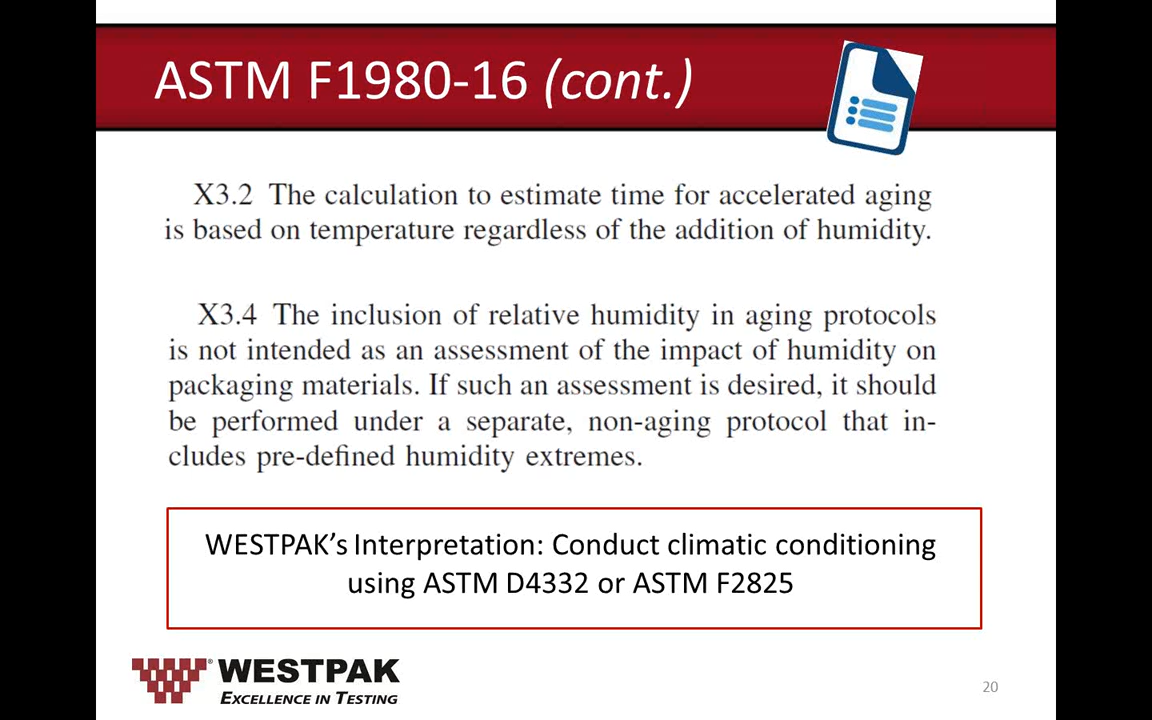 ASTM F1980-16 (cont.)
X3.2 The calculation to estimate time for accelerated aging
is based on temperature regardless of the addition of humidity.
X3.4 The inclusion of relative humidity in aging protocols
is not intended as an assessment of the impact of humidity on
packaging materials. If such an assessment is desired, it should
be performed under a separate, non-aging protocol that in-
cludes pre-defined humidity extremes.
WESTPAK's Interpretation: Conduct climatic conditioning
using ASTM D4332 or ASTM F2825
® WESTPAK
EXCELLENCE IN TESTING
20